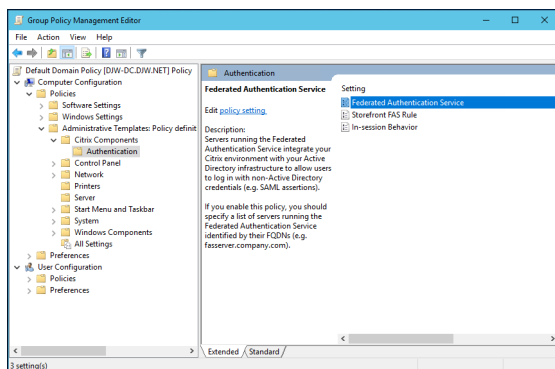 Group Policy Management Editor
File Action View Help
Default Domain Policy [DJW-DC.DJW.NET] Policy
Computer Configuration
Policies
Software Settings
Windows Settings
Administrative Templates: Policy definit
Citrix Components
Authentication
Control Panel
Network
Printers
Server
Start Menu and Taskbar
System
Windows Components
All Settings
Preferences
User Configuration
Policies
Preferences
Authentication
Federated Authentication Service
Edit policy setting.
Description:
Servers running the Federated
Authentication Service integrate your
Citrix environment with your Active
Directory infrastructure to allow users
to log in with non-Active Directory
credentials (e.g. SAML assertions).
If you enable this policy, you should
specify a list of servers running the
Federated Authentication Service
identified by their FQDNs (e.g.
fasserver.company.com).
Setting
Federated Authentication Service
Storefront FAS Rule
In-session Behavior
Extended Standard
3 setting(s)